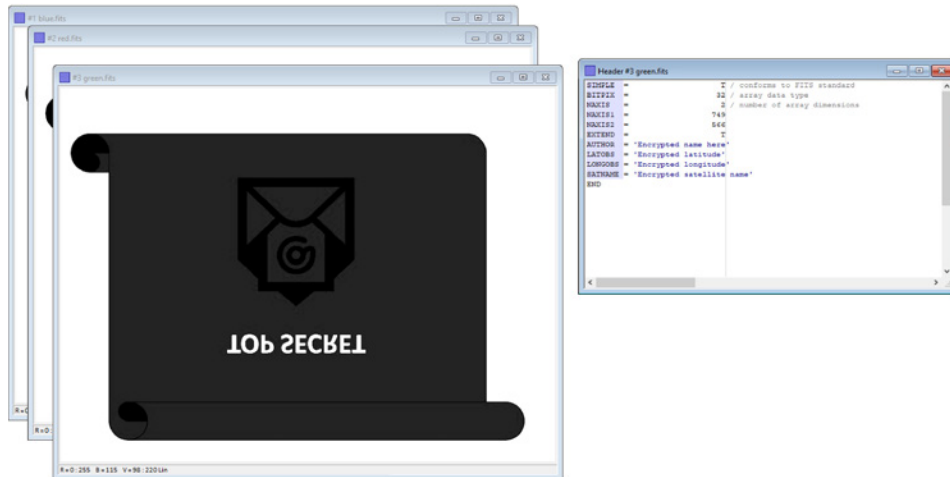 #1 blue.fits
#2 red.fits
#3 green.fits
TOP SECRET
R=0
R=0:
R=0:255 B=115 V=98:220 Lin
Header #3 green.fits
SIMPLE = T / conforms to FITS standard
BITPIX = 32 / array data type
NAXIS = 2 / number of array dimensions
NAXIS1 = 749
NAXIS2 = 566
EXTEND = T
AUTHOR = 'Encrypted name here'
LATOBS = 'Encrypted latitude'
LONGOBS = 'Encrypted longitude'
SATNAME = 'Encrypted satellite name'
END